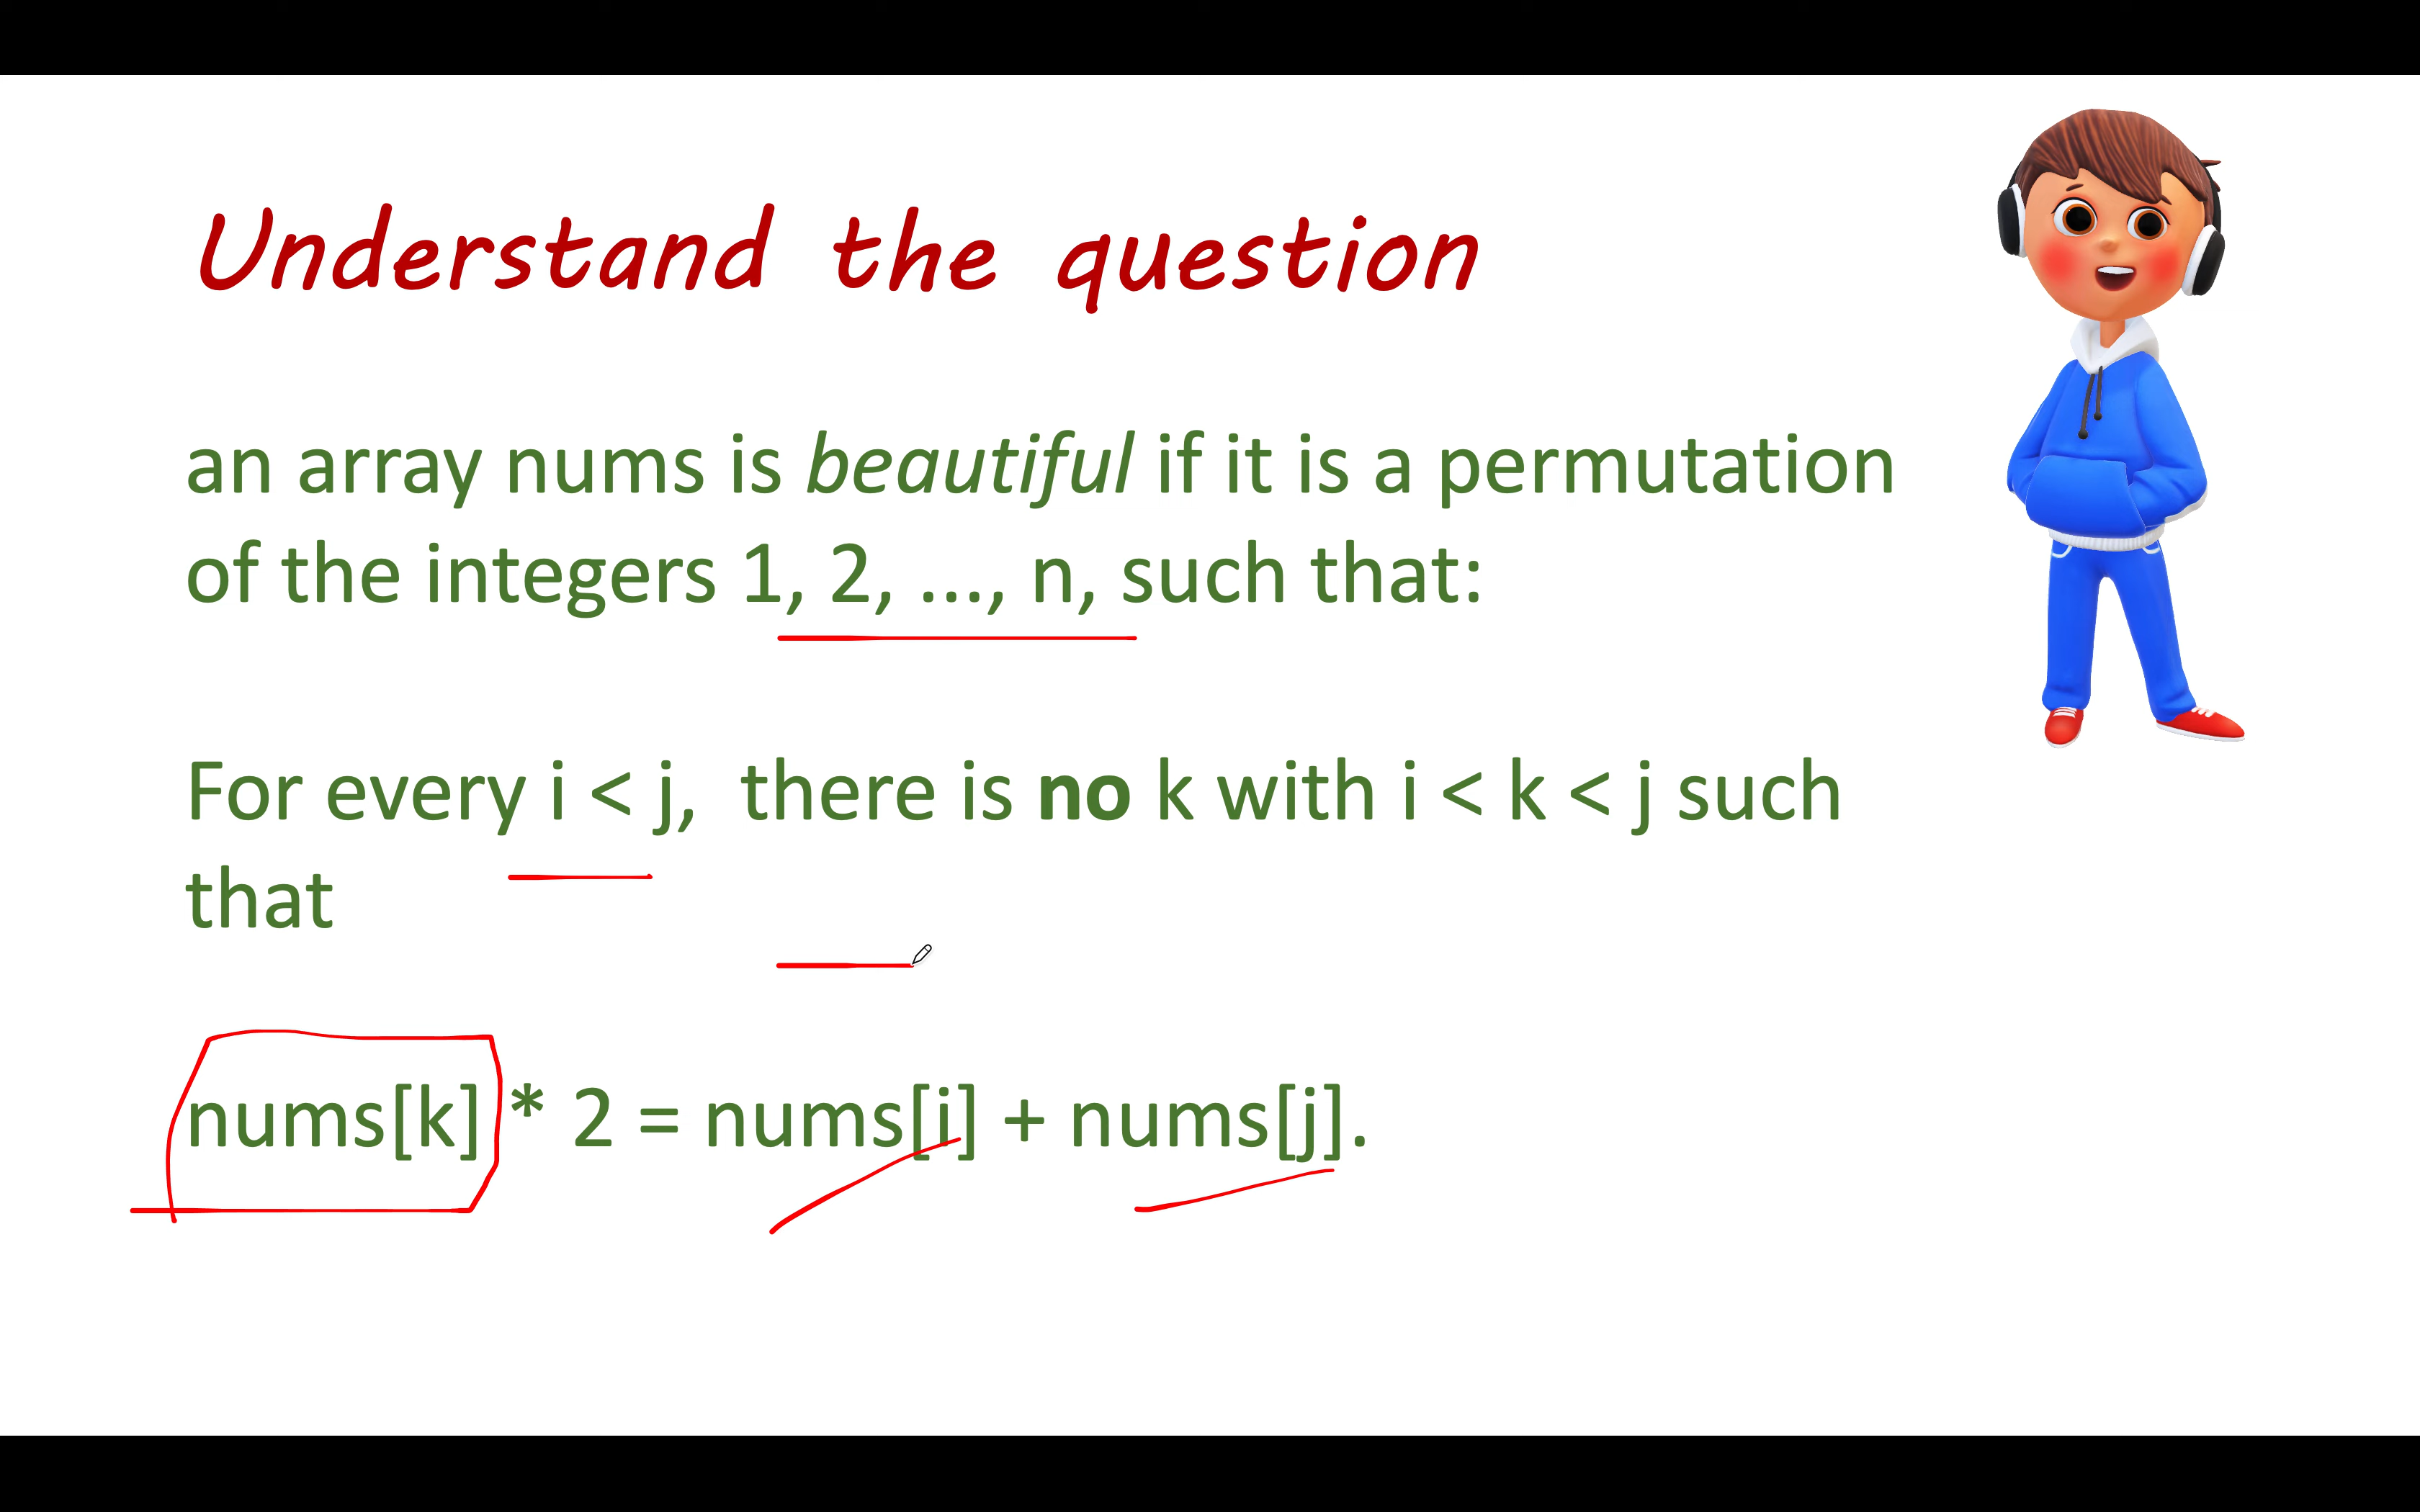 Understand the question
an array nums is beautiful if it is a permutation
of the integers 1, 2, ..., n, such that:
For every i < j,  there is no k with i < k < j such
that
nums[k] * 2 = nums[i] + nums[j].